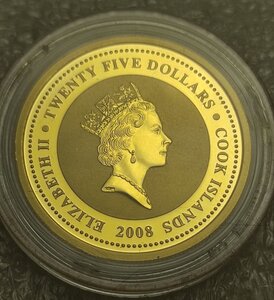 ELIZABETH II · TWENTY FIVE DOLLARS · COOK ISLANDS
2008